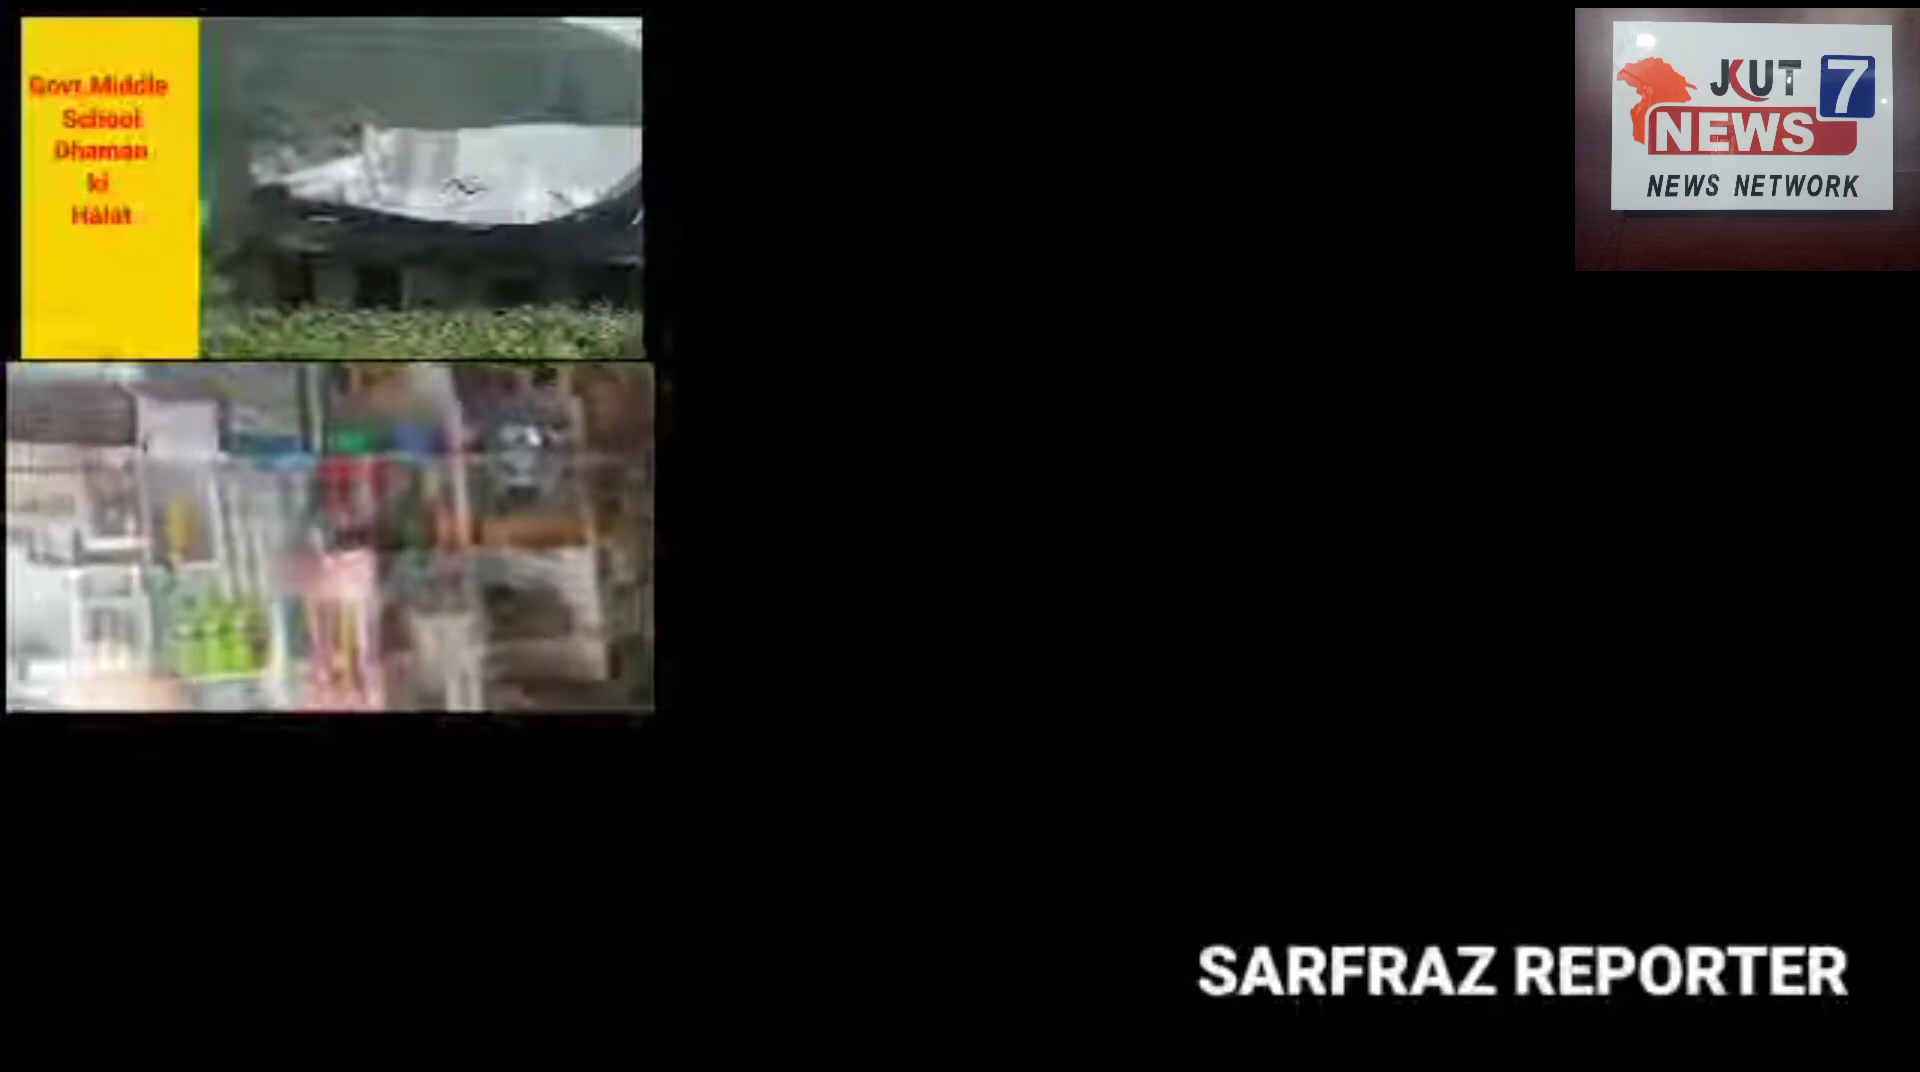 Govt.Middle
School
Dhaman
ki
Halat
JKUT 7
NEWS
NEWS NETWORK
SARFRAZ REPORTER